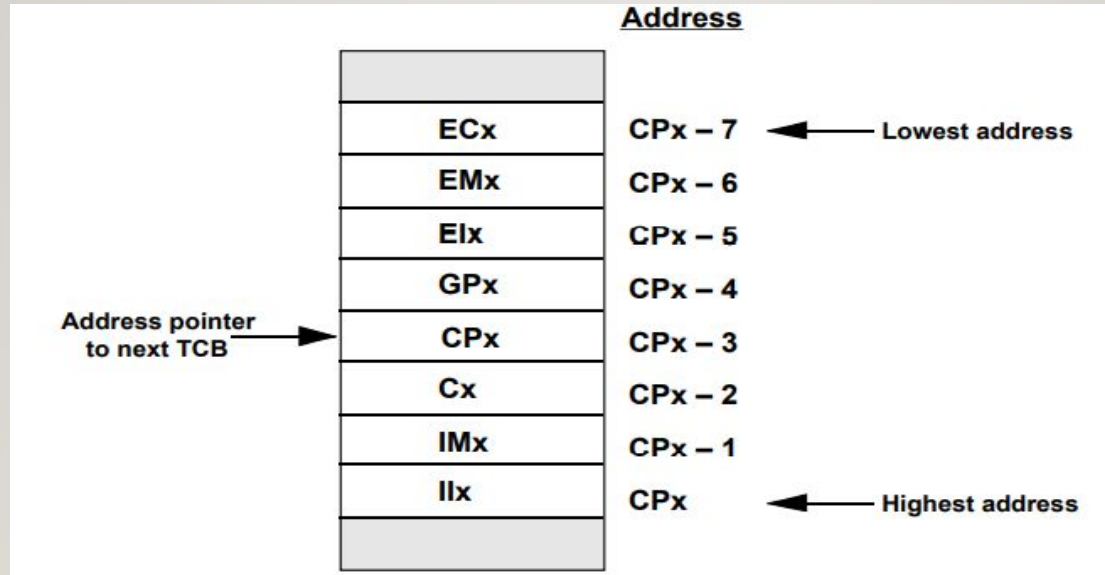 Address
ECx CPx – 7 Lowest address
EMx CPx – 6
EIx CPx – 5
GPx CPx – 4
Address pointer
to next TCB
CPx CPx – 3
Cx CPx – 2
IMx CPx – 1
IIx CPx Highest address